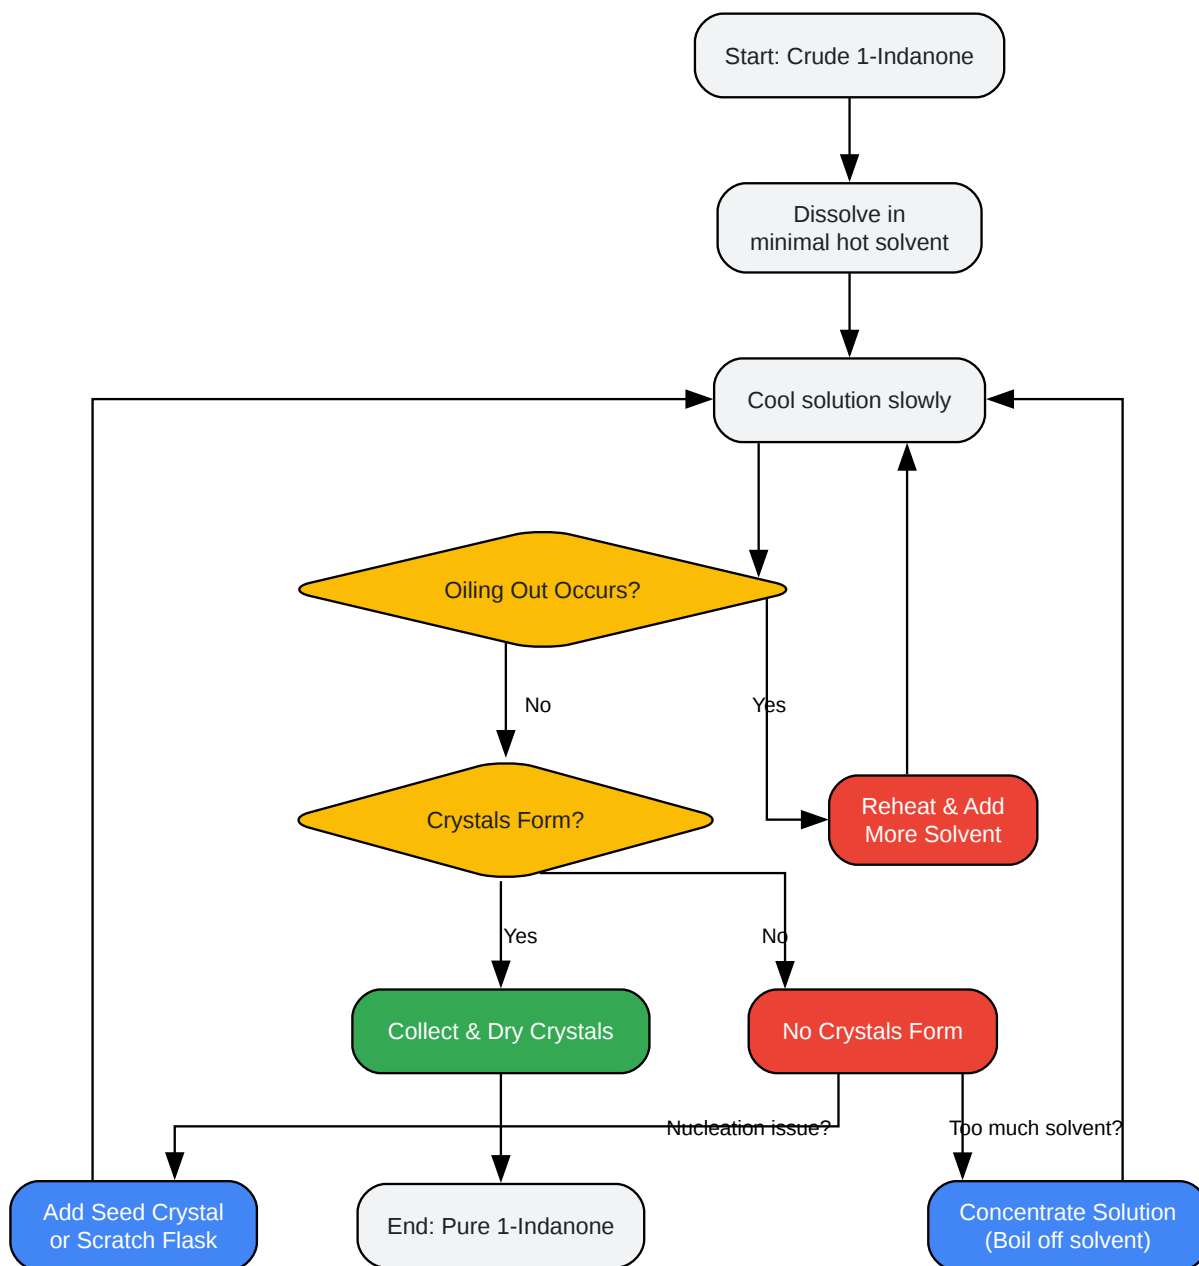 Start: Crude 1-Indanone
Dissolve in
minimal hot solvent
Cool solution slowly
Oiling Out Occurs?
No
Yes
Crystals Form?
Reheat & Add
More Solvent
Yes
No
Collect & Dry Crystals
No Crystals Form
Nucleation issue?
Too much solvent?
Add Seed Crystal
or Scratch Flask
End: Pure 1-Indanone
Concentrate Solution
(Boil off solvent)